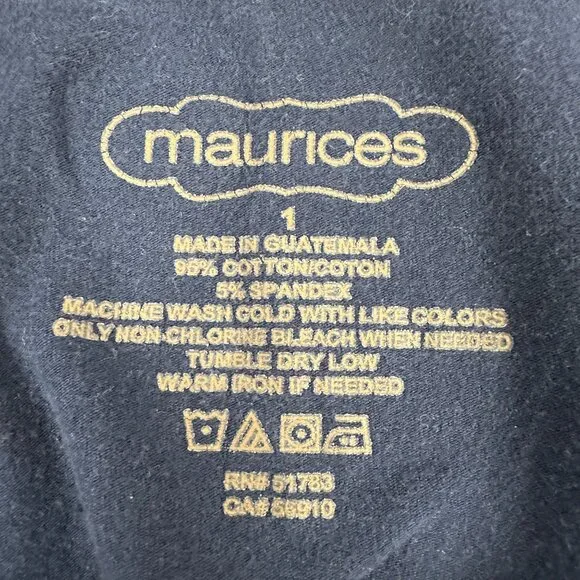 maurices
1
MADE IN GUATEMALA
95% COTTON/COTON
5% SPANDEX
MACHINE WASH COLD WITH LIKE COLORS
ONLY NON-CHLORINE BLEACH WHEN NEEDED
TUMBLE DRY LOW
WARM IRON IF NEEDED
RN# 51783
CA# 56910